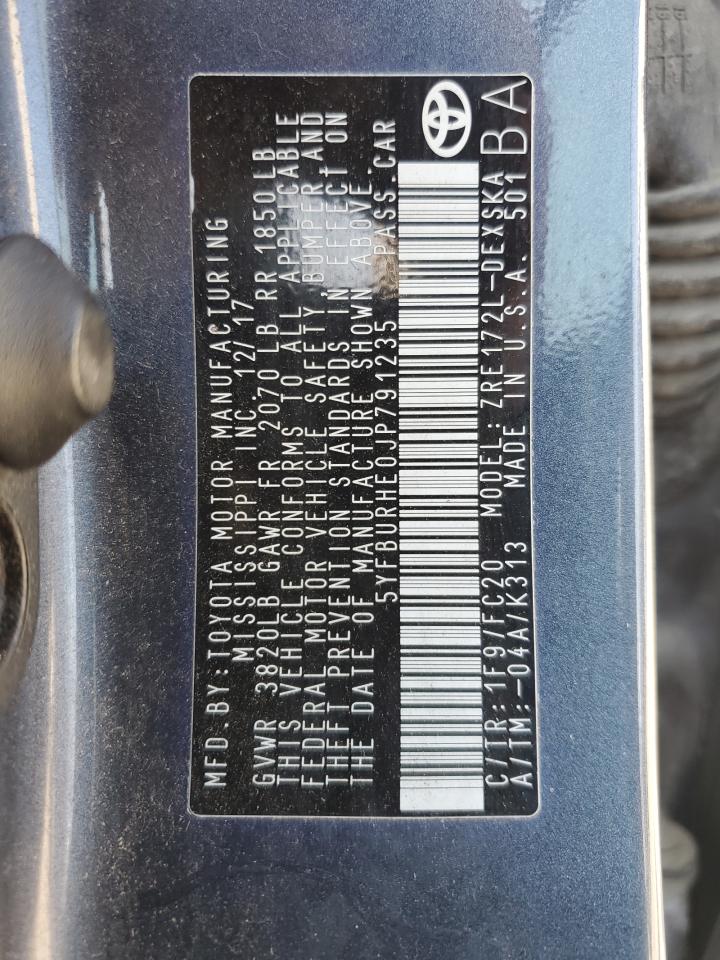 MFD.BY:TOYOTA MOTOR MANUFACTURING
MISSISSIPPI INC.12/17
GVWR 3820LB GAWR FR 2070 LB RR 1850LB
THIS VEHICLE CONFORMS TO ALL APPLICABLE
FEDERAL MOTOR VEHICLE SAFETY BUMPER AND
THEFT PREVENTION STANDARDS IN EFFECT ON
THE DATE OF MANUFACTURE SHOWN ABOVE.
5YFBURHE0JP791235 PASS.CAR
C/TR:1F9/FC20 MODEL:ZRE172L-DEXSKA
A/TM:-04A/K313 MADE IN U.S.A. 501
BA